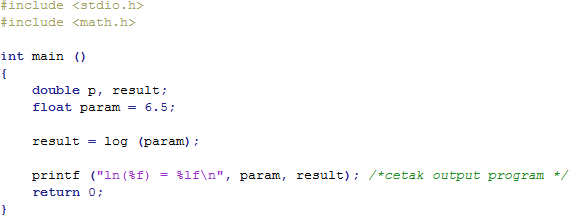 #include <stdio.h>
#include <math.h>
int main ()
{
double p, result;
float param = 6.5;
result = log (param);
printf ("ln(%f) = %lf\n", param, result); /*cetak output program */
return 0;
}